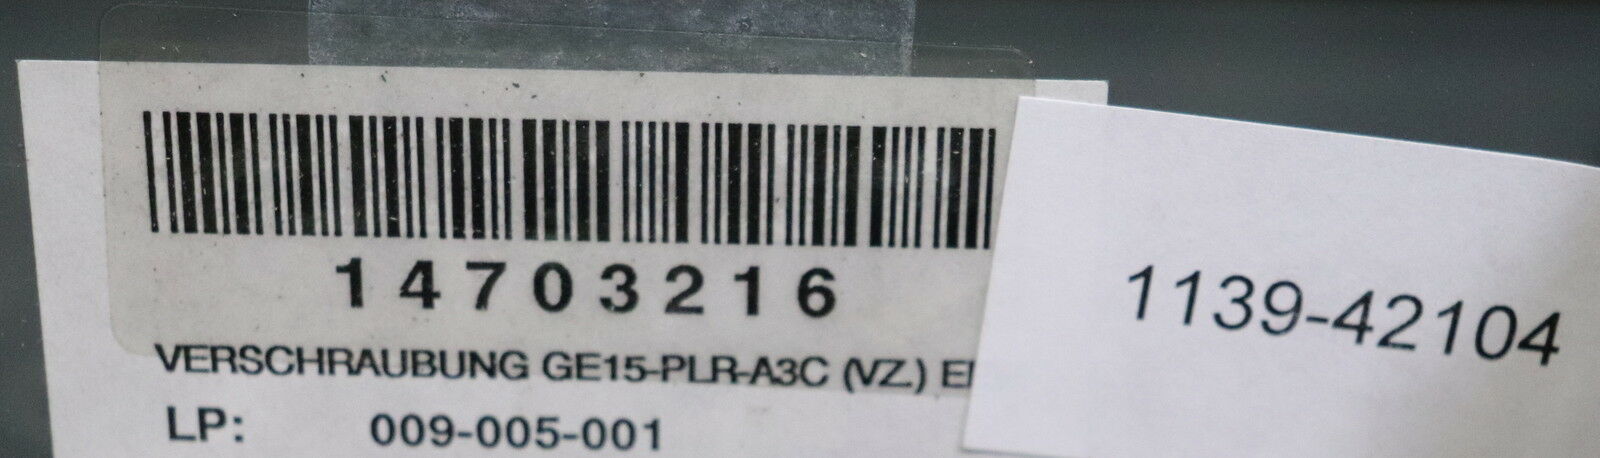 14703216
VERSCHRAUBUNG GE15-PLR-A3C (VZ.)
LP: 009-005-001
1139-42104